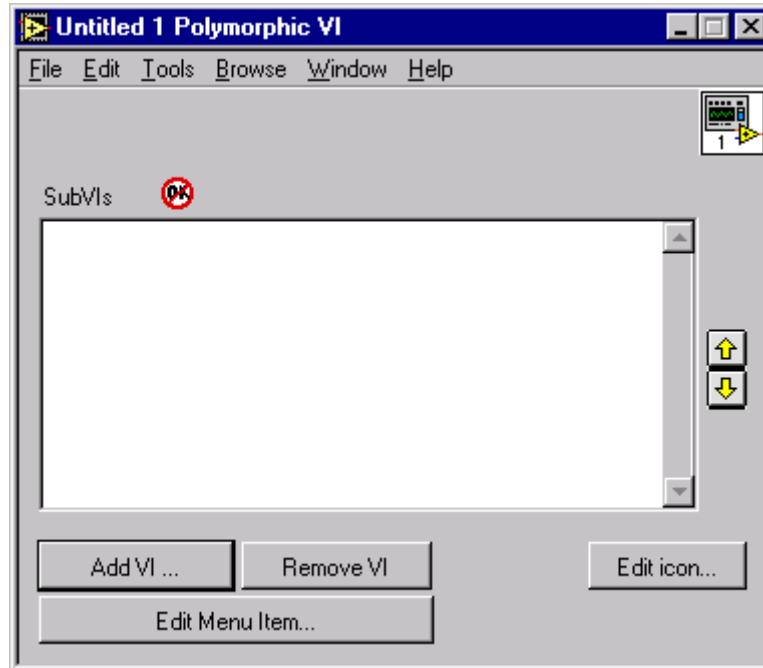 Untitled 1 Polymorphic VI
File Edit Tools Browse Window Help
1
SubVIs OK
Add VI ... Remove VI Edit icon...
Edit Menu Item...